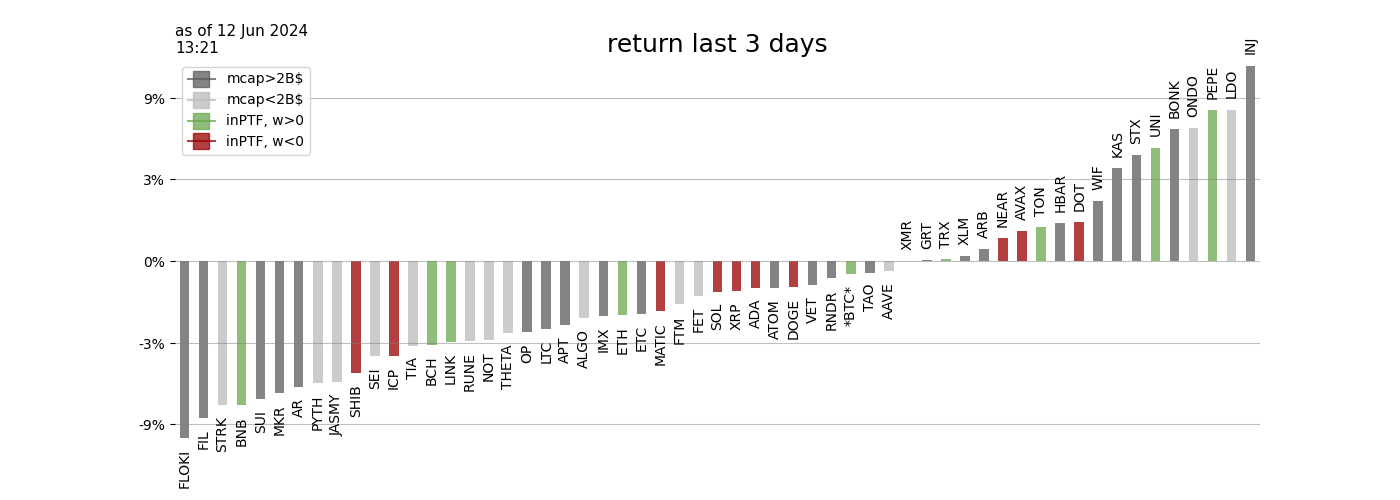 as of 12 Jun 2024
13:21
return last 3 days
mcap>2B$
mcap<2B$
inPTF, w>0
inPTF, w<0
9%
3%
0%
-3%
-9%
FLOKI
FIL
STRK
BNB
SUI
MKR
AR
PYTH
JASMY
SHIB
SEI
ICP
TIA
BCH
LINK
RUNE
NOT
THETA
OP
LTC
APT
ALGO
IMX
ETH
ETC
MATIC
FTM
FET
SOL
XRP
ADA
ATOM
DOGE
VET
RNDR
*BTC*
TAO
AAVE
XMR
GRT
TRX
XLM
ARB
NEAR
AVAX
TON
HBAR
DOT
WIF
KAS
STX
UNI
BONK
ONDO
PEPE
LDO
INJ